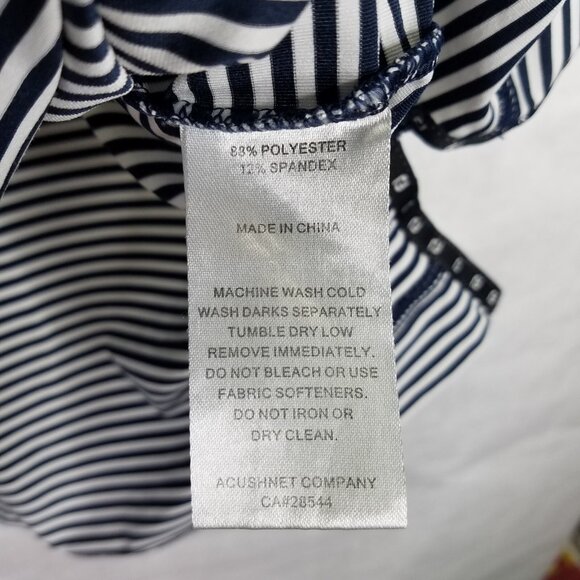 88% POLYESTER
12% SPANDEX
MADE IN CHINA
MACHINE WASH COLD
WASH DARKS SEPARATELY
TUMBLE DRY LOW
REMOVE IMMEDIATELY.
DO NOT BLEACH OR USE
FABRIC SOFTENERS.
DO NOT IRON OR
DRY CLEAN.
ACUSHNET COMPANY
CA#28544